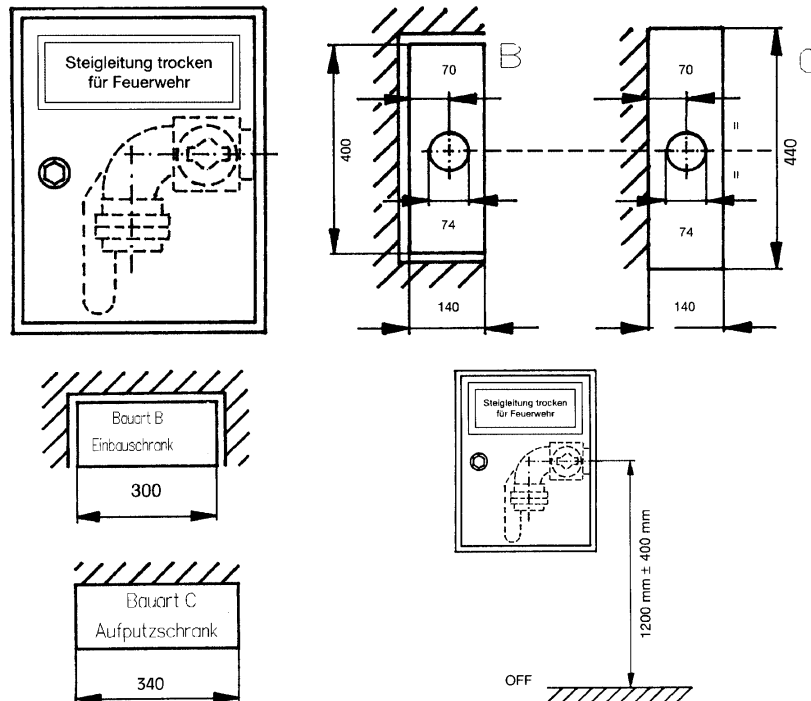 Steigleitung trocken
für Feuerwehr
B
70
400
74
140
C
70
=
=
440
74
140
Bauart B
Einbauschrank
300
Bauart C
Aufputzschrank
340
Steigleitung trocken
für Feuerwehr
1200 mm ± 400 mm
OFF